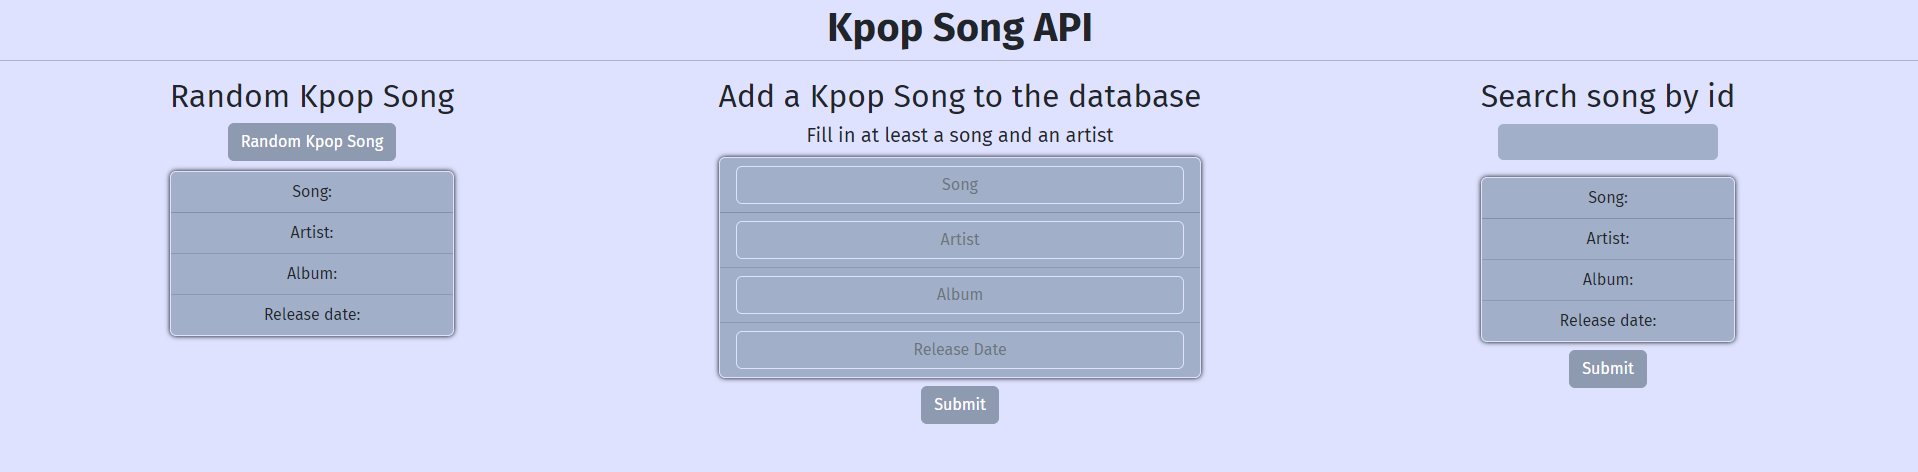 Kpop Song API
Random Kpop Song
Random Kpop Song
Song:
Artist:
Album:
Release date:
Add a Kpop Song to the database
Fill in at least a song and an artist
Song
Artist
Album
Release Date
Submit
Search song by id
Song:
Artist:
Album:
Release date:
Submit